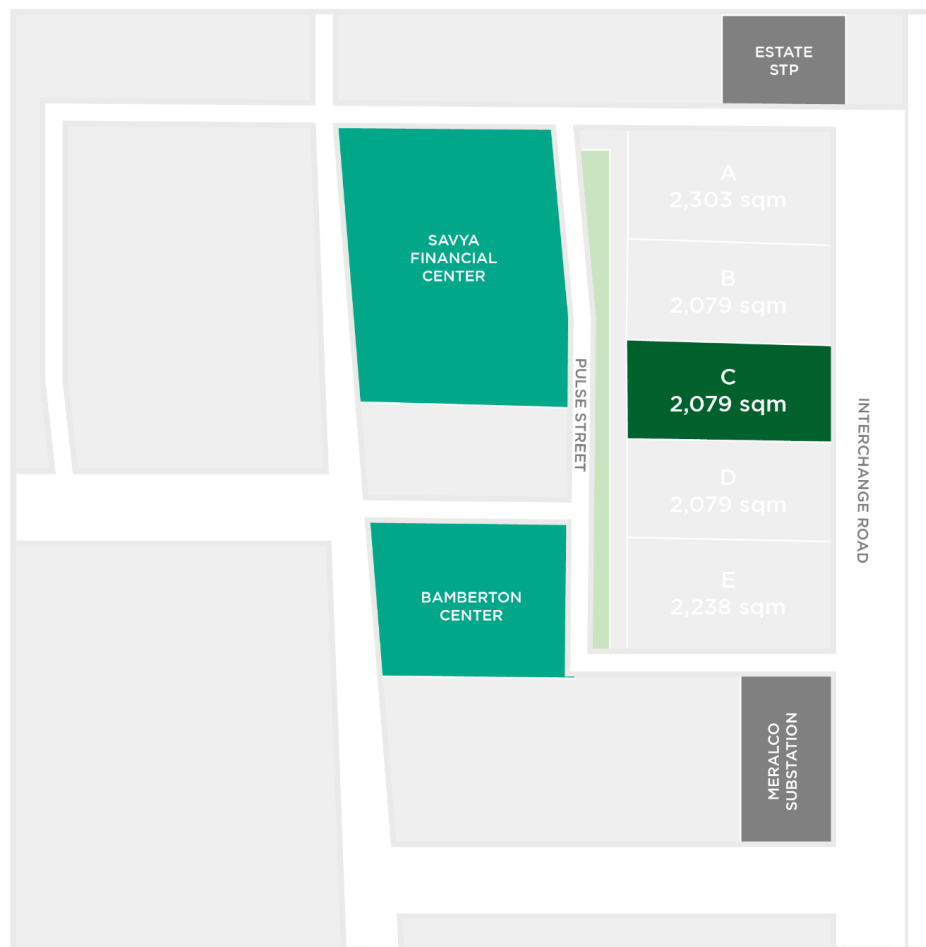 ESTATE
STP
A
2,303 sqm
SAVYA
FINANCIAL
CENTER
B
2,079 sqm
C
2,079 sqm
PULSE STREET
INTERCHANGE ROAD
D
2,079 sqm
BAMBERTON
CENTER
E
2,238 sqm
MERALCO
SUBSTATION